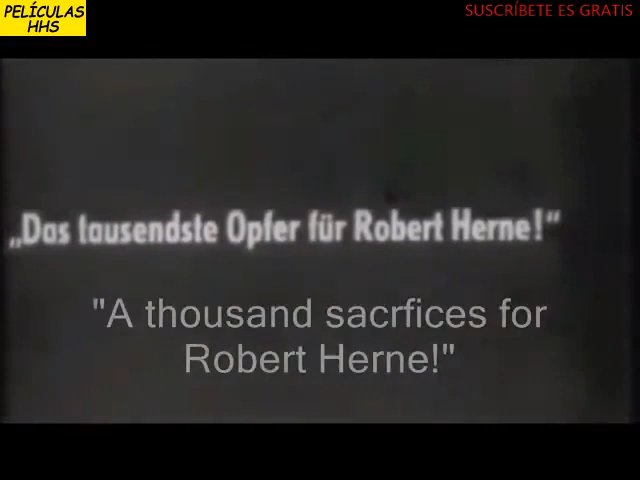 PELÍCULAS
HHS
SUSCRÍBETE ES GRATIS
„Das tausendste Opfer für Robert Herne!“
"A thousand sacrfices for
Robert Herne!"